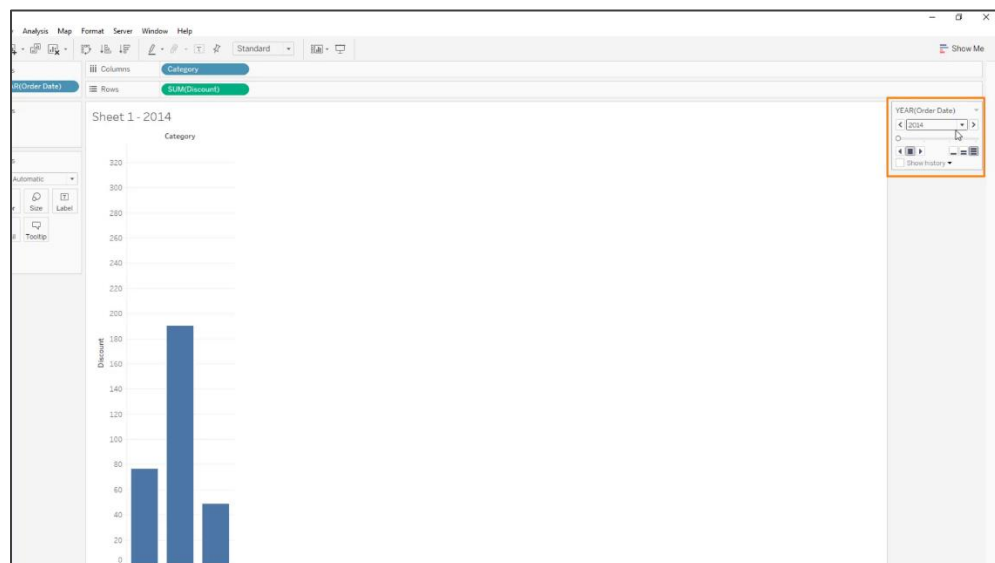 Analysis Map Format Server Window Help
Standard
Show Me
Columns Category
R(Order Date)
Rows SUM(Discount)
Sheet 1 - 2014
Category
YEAR(Order Date)
2014
Show history
Automatic
Size Label
Tooltip
Discount
320
300
280
260
240
220
200
180
160
140
120
100
80
60
40
20
0